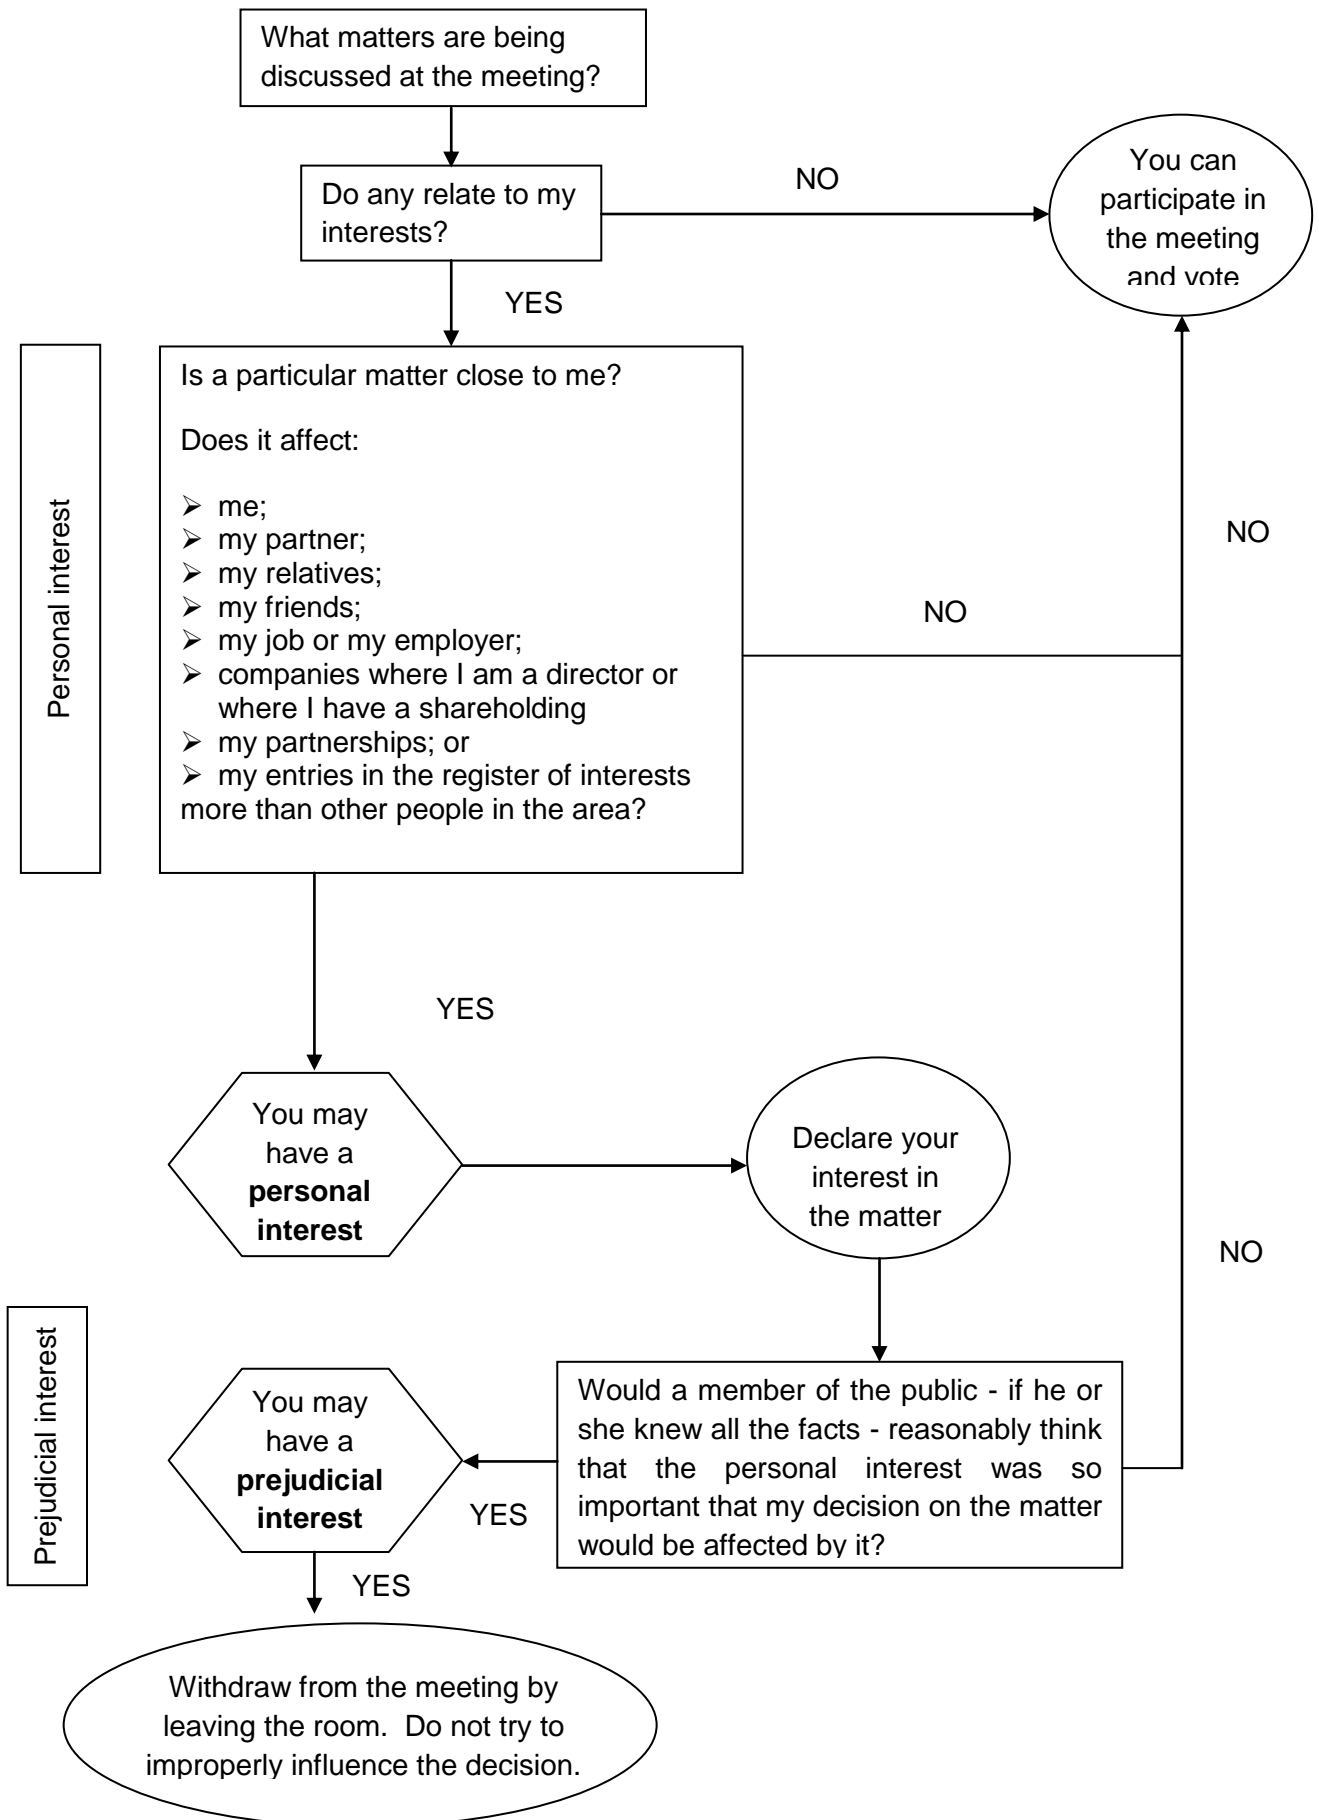 What matters are being
discussed at the meeting?
Do any relate to my
interests?
NO
You can
participate in
the meeting
and vote
YES
Personal interest
Is a particular matter close to me?
Does it affect:
➢ me;
➢ my partner;
➢ my relatives;
➢ my friends;
➢ my job or my employer;
➢ companies where I am a director or
where I have a shareholding
➢ my partnerships; or
➢ my entries in the register of interests
more than other people in the area?
NO
NO
YES
You may
have a
personal
interest
Declare your
interest in
the matter
NO
Prejudicial interest
You may
have a
prejudicial
interest
YES
Would a member of the public - if he or
she knew all the facts - reasonably think
that the personal interest was so
important that my decision on the matter
would be affected by it?
YES
Withdraw from the meeting by
leaving the room. Do not try to
improperly influence the decision.